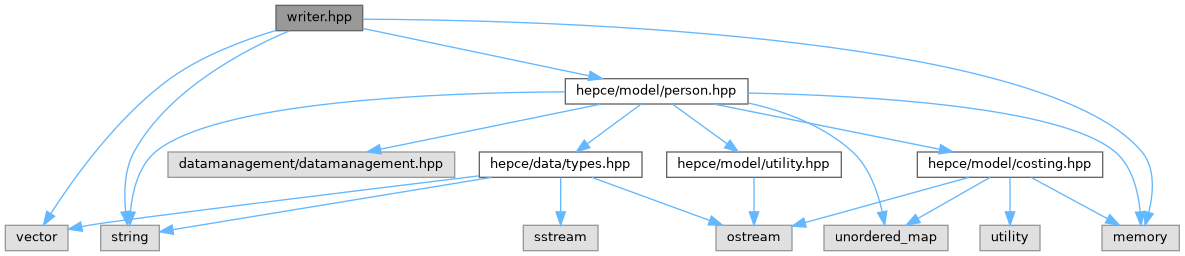 writer.hpp
hepce/model/person.hpp
datamanagement/datamanagement.hpp
hepce/data/types.hpp
hepce/model/utility.hpp
hepce/model/costing.hpp
vector
string
sstream
ostream
unordered_map
utility
memory